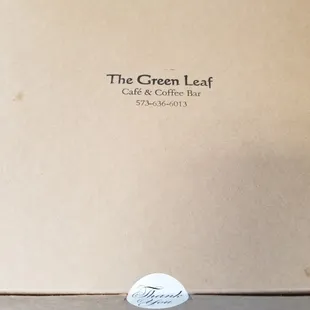 The Green Leaf
Café & Coffee Bar
573-636-6013
Thank
You